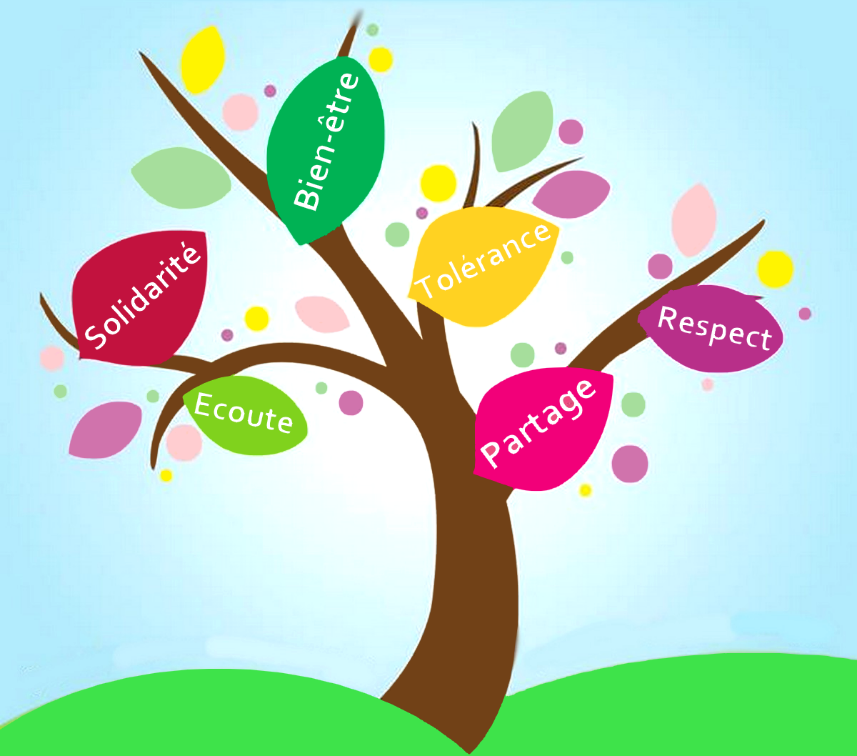 Bien-être
Solidarité
Tolérance
Respect
Ecoute
Partage